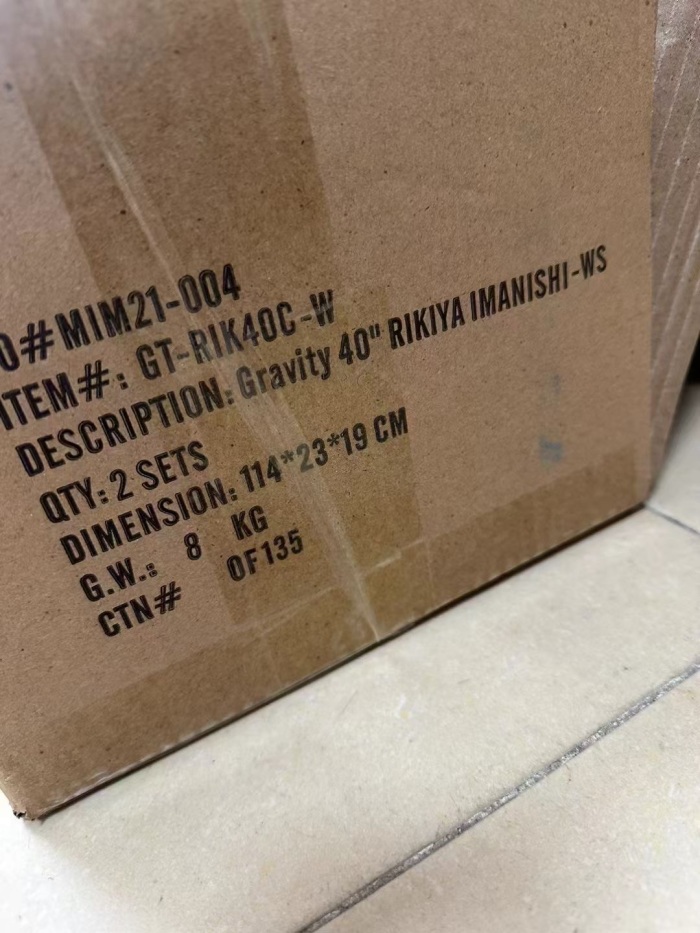 O# MIM21-004
ITEM#: GT-RIK40C-W
DESCRIPTION: Gravity 40" RIKIYA IMANISHI-WS
QTY: 2 SETS
DIMENSION: 114*23*19 CM
G.W.: 8 KG
CTN# OF135